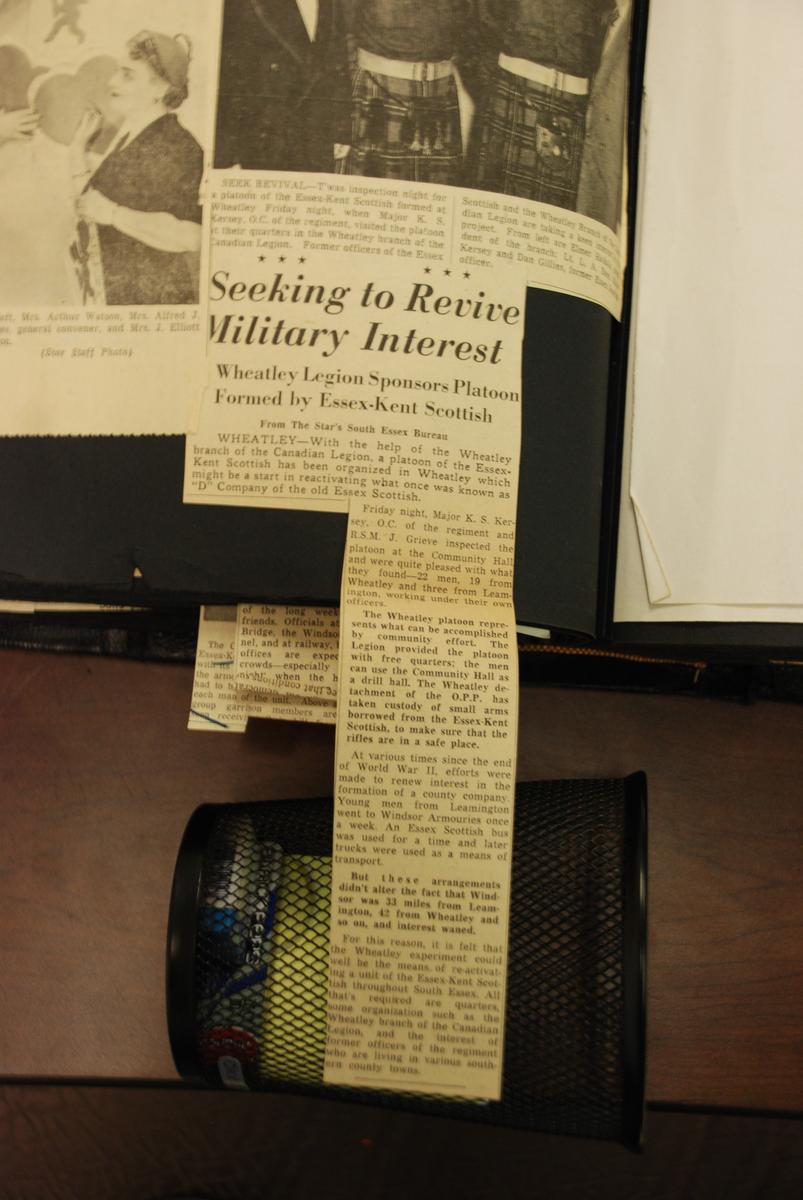 SEEK REVIVAL—T'was inspection night for
a platoon of the Essex-Kent Scottish formed at
Wheatley Friday night, when Major K. S.
Kersey, O.C. of the regiment, visited the platoon
at their quarters in the Wheatley branch of the
Canadian Legion. Former officers of the Essex
Scottish and the Wheatley Branch of
dian Legion are taking a keen
project. From left are Elmer
dent of the branch; Lt. L. A.
Kersey and Dan Gillies, former
officer.
★ ★ ★
★ ★ ★
Seeking to Revive
Military Interest
Wheatley Legion Sponsors Platoon
Formed by Essex-Kent Scottish
From The Star's South Essex Bureau
WHEATLEY—With the help of the Wheatley
branch of the Canadian Legion, a platoon of the Essex-
Kent Scottish has been organized in Wheatley which
might be a start in reactivating what once was known as
"D" Company of the old Essex Scottish.
Friday night, Major K. S. Ker-
sey, O.C. of the regiment and
R.S.M. J. Grieve inspected the
platoon at the Community Hall
and were quite pleased with what
they found—22 men, 19 from
Wheatley and three from Leam-
ington, working under their own
officers.
The Wheatley platoon repre-
sents what can be accomplished
by community effort. The
Legion provided the platoon
with free quarters; the men
can use the Community Hall as
a drill hall. The Wheatley de-
tachment of the O.P.P. has
taken custody of small arms
borrowed from the Essex-Kent
Scottish, to make sure that the
rifles are in a safe place.
At various times since the end
of World War II, efforts were
made to renew interest in the
formation of a county company.
Young men from Leamington
went to Windsor Armouries once
a week. An Essex Scottish bus
was used for a time and later
trucks were used as a means of
transport.
But these arrangements
didn't alter the fact that Wind-
sor was 33 miles from Leam-
ington, 42 from Wheatley and
so on, and interest waned.
For this reason, it is felt that
the Wheatley experiment could
well be the means of re-activat-
ing a unit of the Essex-Kent Scot-
tish throughout South Essex. All
that's required are quarters,
some organization such as the
Wheatley branch of the Canadian
Legion, and the interest of
former officers of the regiment
who are living in various south-
ern county towns.
left, Mrs. Arthur Watson, Mrs. Alfred J.
general convener, and Mrs. J. Elliott
(Star Staff Photo)
of the long week
friends. Officials at
Bridge, the Windsor
nel, and at railway,
offices are expec
crowds—especially
when the h
The
Essex-K
with
the arm
had to b
each man of the unit. Above
group garrison members are
receiv